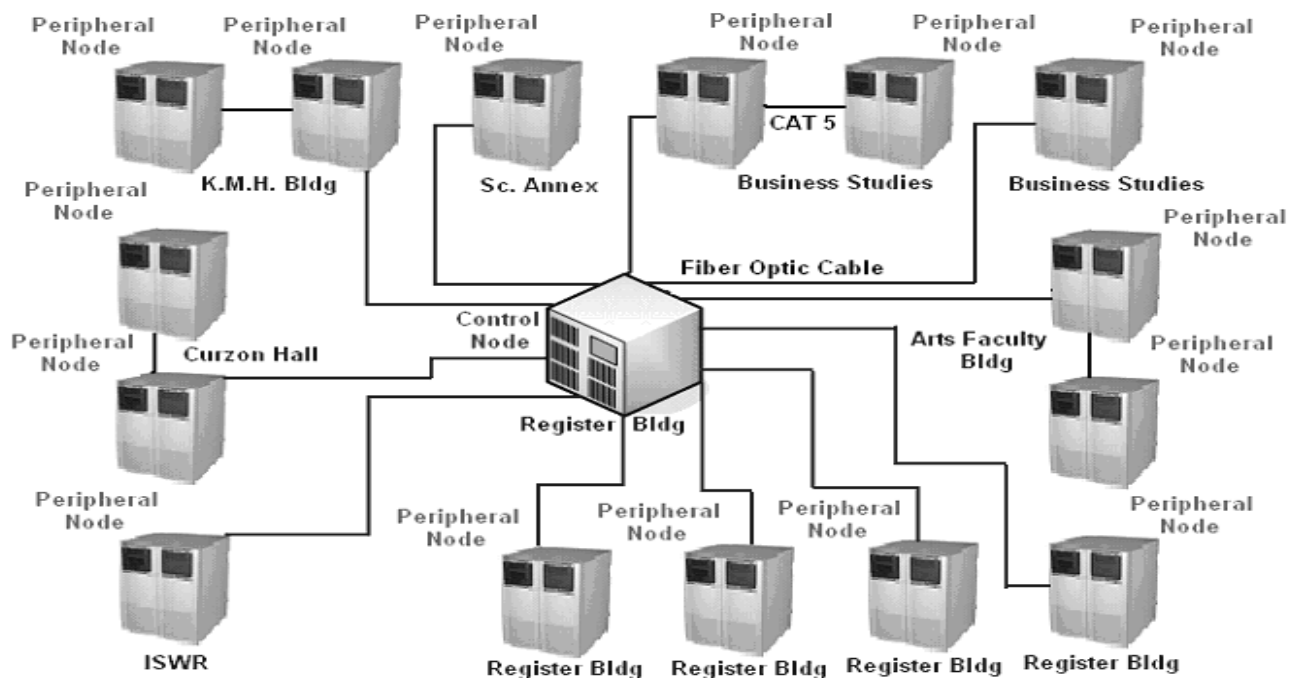 Peripheral
Node
Peripheral
Node
Peripheral
Node
Peripheral
Node
Peripheral
Node
Peripheral
Node
CAT 5
K.M.H. Bldg
Sc. Annex
Business Studies
Business Studies
Peripheral
Node
Peripheral
Node
Fiber Optic Cable
Control
Node
Peripheral
Node
Curzon Hall
Arts Faculty
Bldg
Peripheral
Node
Register Bldg
Peripheral
Node
Peripheral
Node
Peripheral
Node
Peripheral
Node
Peripheral
Node
ISWR
Register Bldg
Register Bldg
Register Bldg
Register Bldg